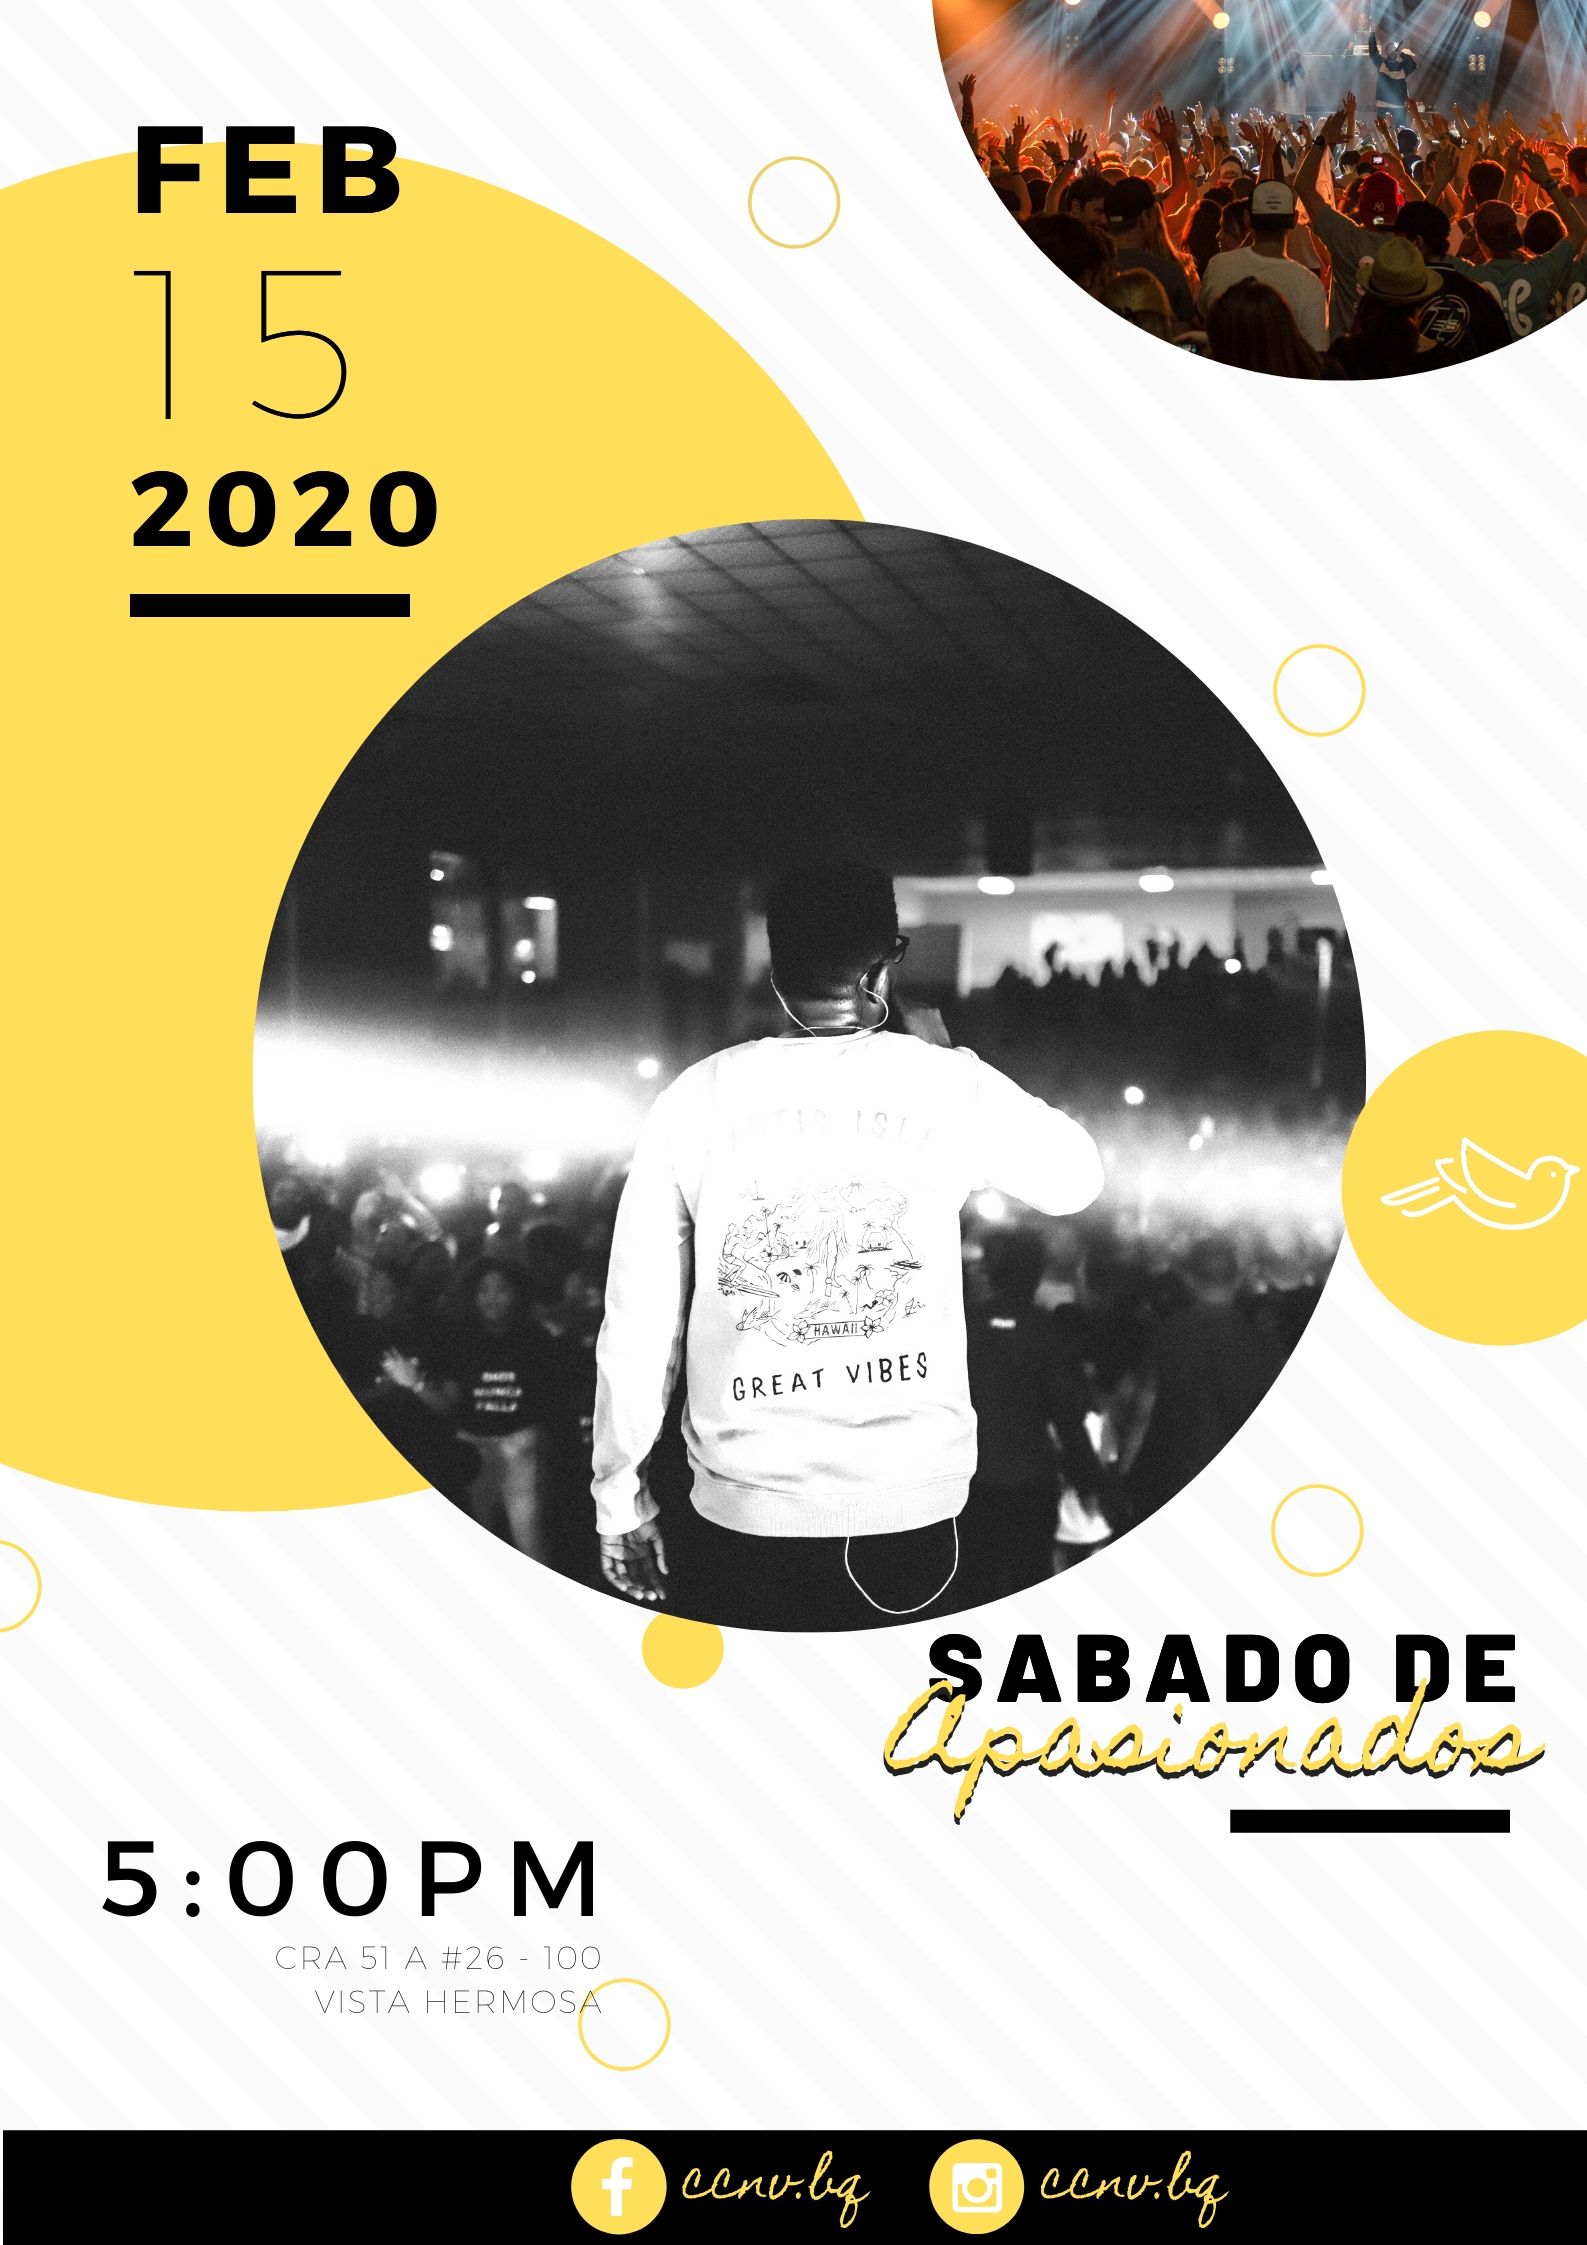 FEB
15
2020
HAWAII
GREAT VIBES
SABADO DE
Apasionados
5:00PM
CRA 51 A #26 - 100
VISTA HERMOSA
ccnv.bq
ccnv.bq